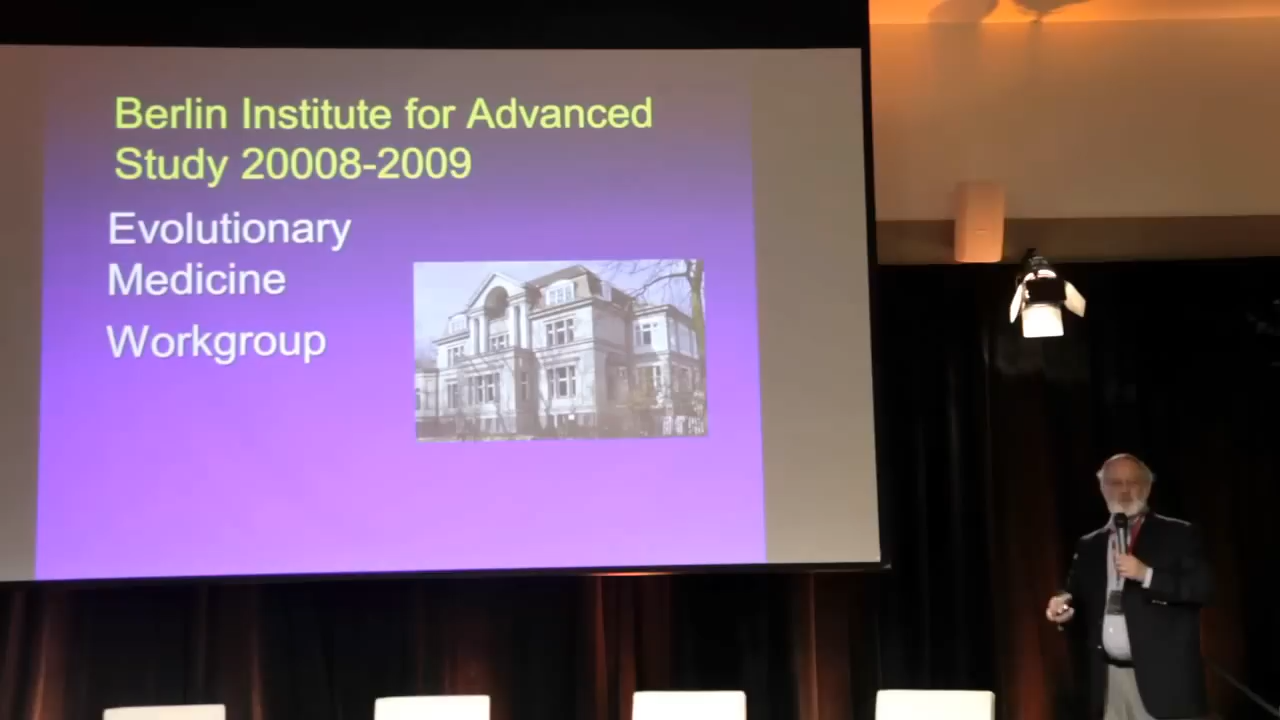 Berlin Institute for Advanced
Study 20008-2009
Evolutionary
Medicine
Workgroup